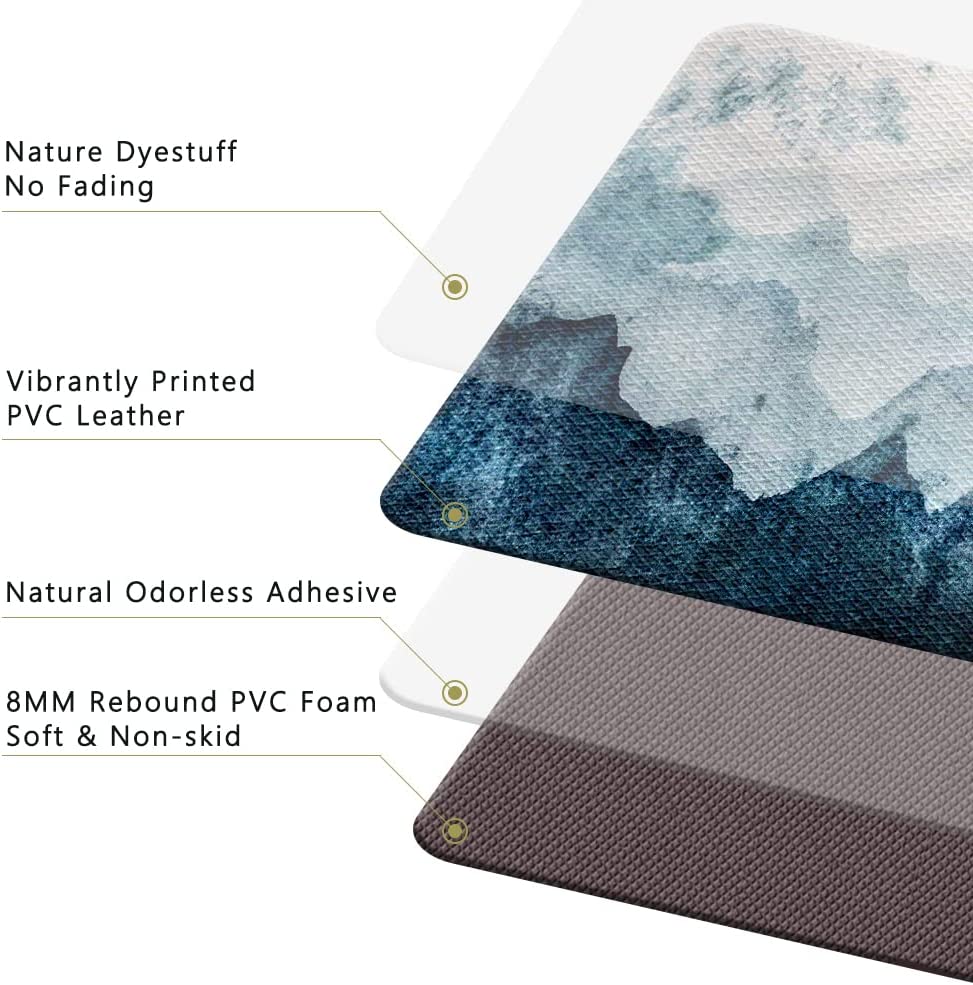 Nature Dyestuff
No Fading
Vibrantly Printed
PVC Leather
Natural Odorless Adhesive
8MM Rebound PVC Foam
Soft & Non-skid